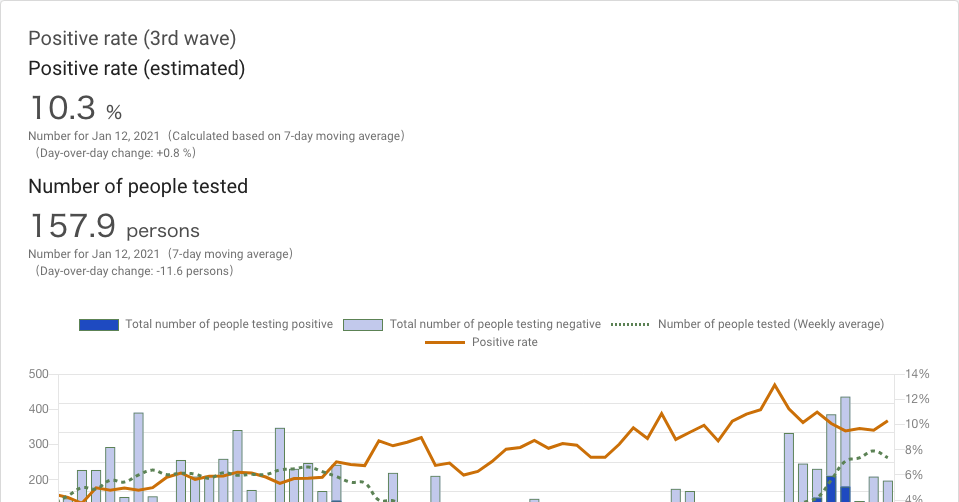 Positive rate (3rd wave)
Positive rate (estimated)
10.3 %
Number for Jan 12, 2021（Calculated based on 7-day moving average）
（Day-over-day change: +0.8 %）
Number of people tested
157.9 persons
Number for Jan 12, 2021（7-day moving average）
（Day-over-day change: -11.6 persons）
Total number of people testing positive Total number of people testing negative Number of people tested (Weekly average)
Positive rate
500 14%
12%
400
10%
300
8%
200 6%
4%